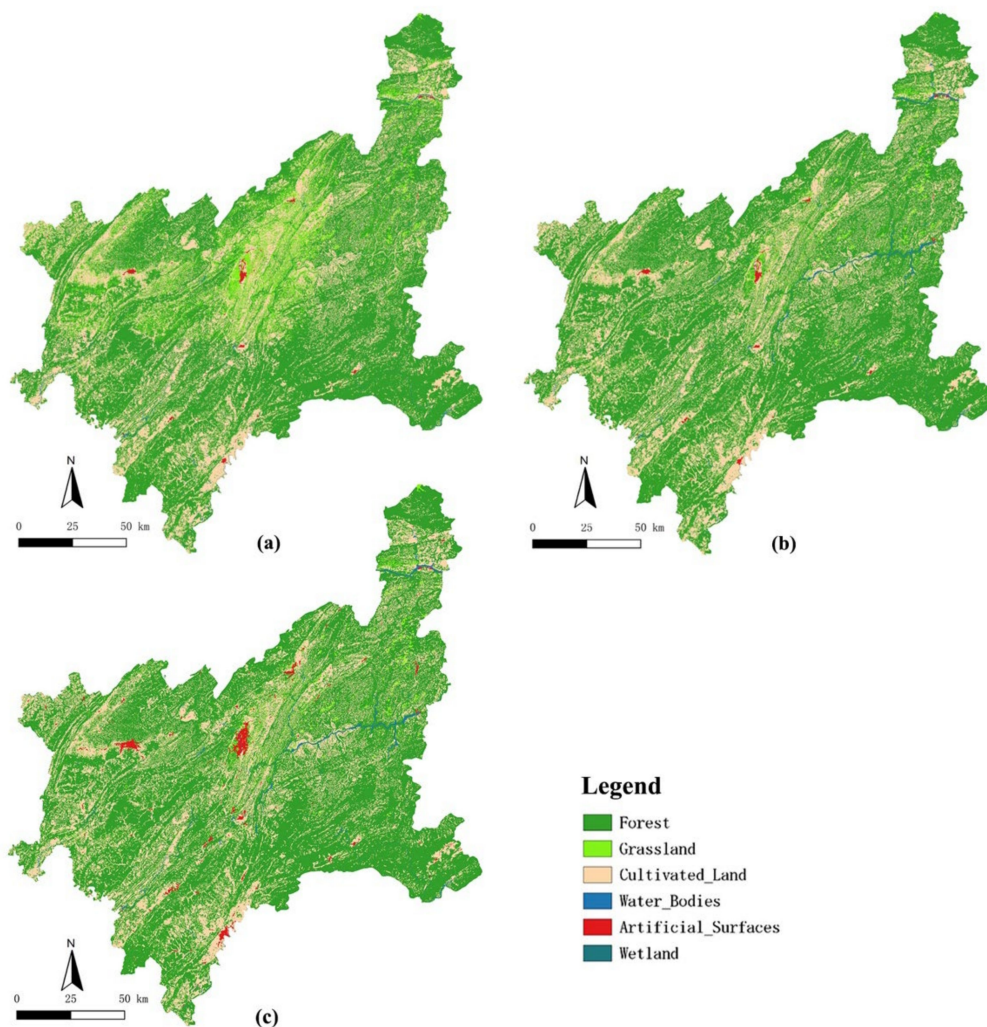 N
0 25 50 km
(a)
N
0 25 50 km
(b)
N
0 25 50 km
(c)
Legend
Forest
Grassland
Cultivated_Land
Water_Bodies
Artificial_Surfaces
Wetland